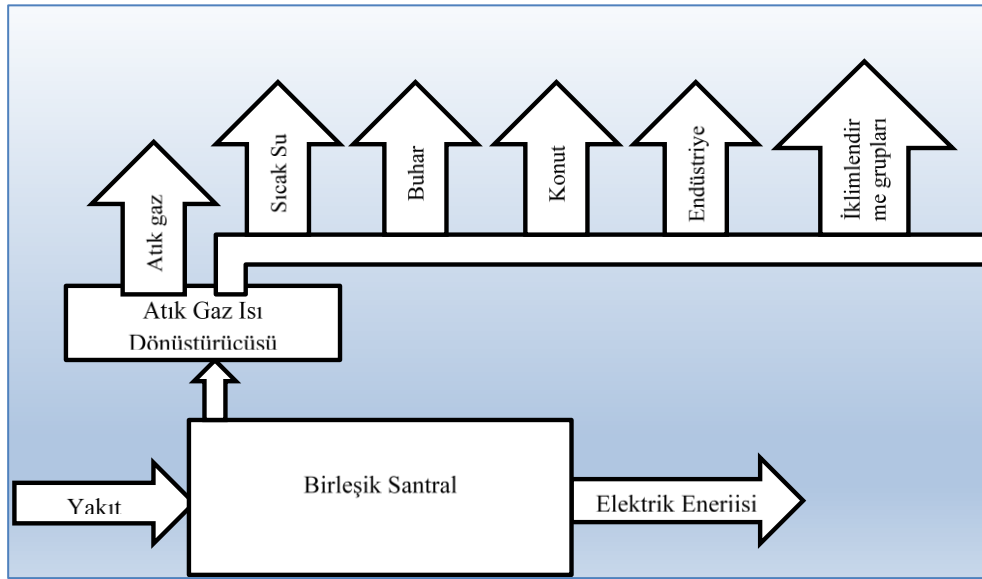 Sıcak Su
Buhar
Konut
Endüstriye
İklimlendir
me grupları
Atık gaz
Atık Gaz Isı
Dönüştürücüsü
Birleşik Santral
Yakıt
Elektrik Enerjisi